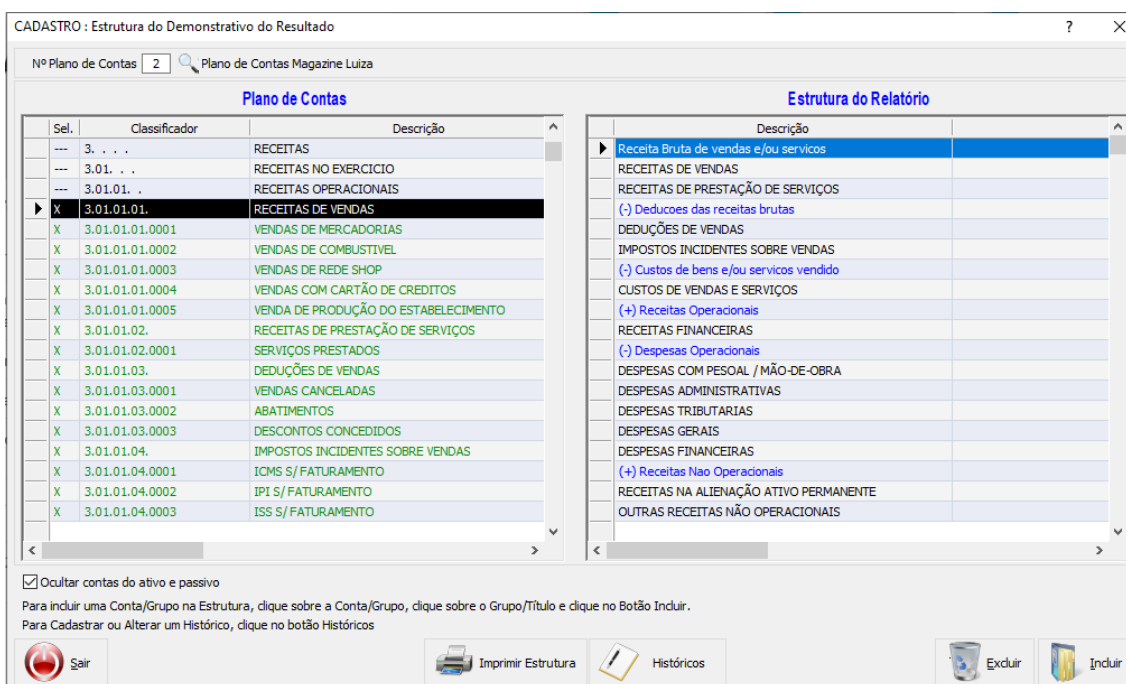 CADASTRO : Estrutura do Demonstrativo do Resultado ?
Nº Plano de Contas 2 Plano de Contas Magazine Luiza
Plano de Contas
Sel. Classificador Descrição
--- 3. . . . RECEITAS
--- 3.01. . . RECEITAS NO EXERCICIO
--- 3.01.01. . RECEITAS OPERACIONAIS
X 3.01.01.01. RECEITAS DE VENDAS
X 3.01.01.01.0001 VENDAS DE MERCADORIAS
X 3.01.01.01.0002 VENDAS DE COMBUSTIVEL
X 3.01.01.01.0003 VENDAS DE REDE SHOP
X 3.01.01.01.0004 VENDAS COM CARTÃO DE CREDITOS
X 3.01.01.01.0005 VENDA DE PRODUÇÃO DO ESTABELECIMENTO
X 3.01.01.02. RECEITAS DE PRESTAÇÃO DE SERVIÇOS
X 3.01.01.02.0001 SERVIÇOS PRESTADOS
X 3.01.01.03. DEDUÇÕES DE VENDAS
X 3.01.01.03.0001 VENDAS CANCELADAS
X 3.01.01.03.0002 ABATIMENTOS
X 3.01.01.03.0003 DESCONTOS CONCEDIDOS
X 3.01.01.04. IMPOSTOS INCIDENTES SOBRE VENDAS
X 3.01.01.04.0001 ICMS S/ FATURAMENTO
X 3.01.01.04.0002 IPI S/ FATURAMENTO
X 3.01.01.04.0003 ISS S/ FATURAMENTO
Estrutura do Relatório
Descrição
Receita Bruta de vendas e/ou servicos
RECEITAS DE VENDAS
RECEITAS DE PRESTAÇÃO DE SERVIÇOS
(-) Deducoes das receitas brutas
DEDUÇÕES DE VENDAS
IMPOSTOS INCIDENTES SOBRE VENDAS
(-) Custos de bens e/ou servicos vendido
CUSTOS DE VENDAS E SERVIÇOS
(+) Receitas Operacionais
RECEITAS FINANCEIRAS
(-) Despesas Operacionais
DESPESAS COM PESOAL / MÃO-DE-OBRA
DESPESAS ADMINISTRATIVAS
DESPESAS TRIBUTARIAS
DESPESAS GERAIS
DESPESAS FINANCEIRAS
(+) Receitas Nao Operacionais
RECEITAS NA ALIENAÇÃO ATIVO PERMANENTE
OUTRAS RECEITAS NÃO OPERACIONAIS
Ocultar contas do ativo e passivo
Para incluir uma Conta/Grupo na Estrutura, clique sobre a Conta/Grupo, clique sobre o Grupo/Título e clique no Botão Incluir.
Para Cadastrar ou Alterar um Histórico, clique no botão Históricos
Sair Imprimir Estrutura Históricos Excluir Incluir